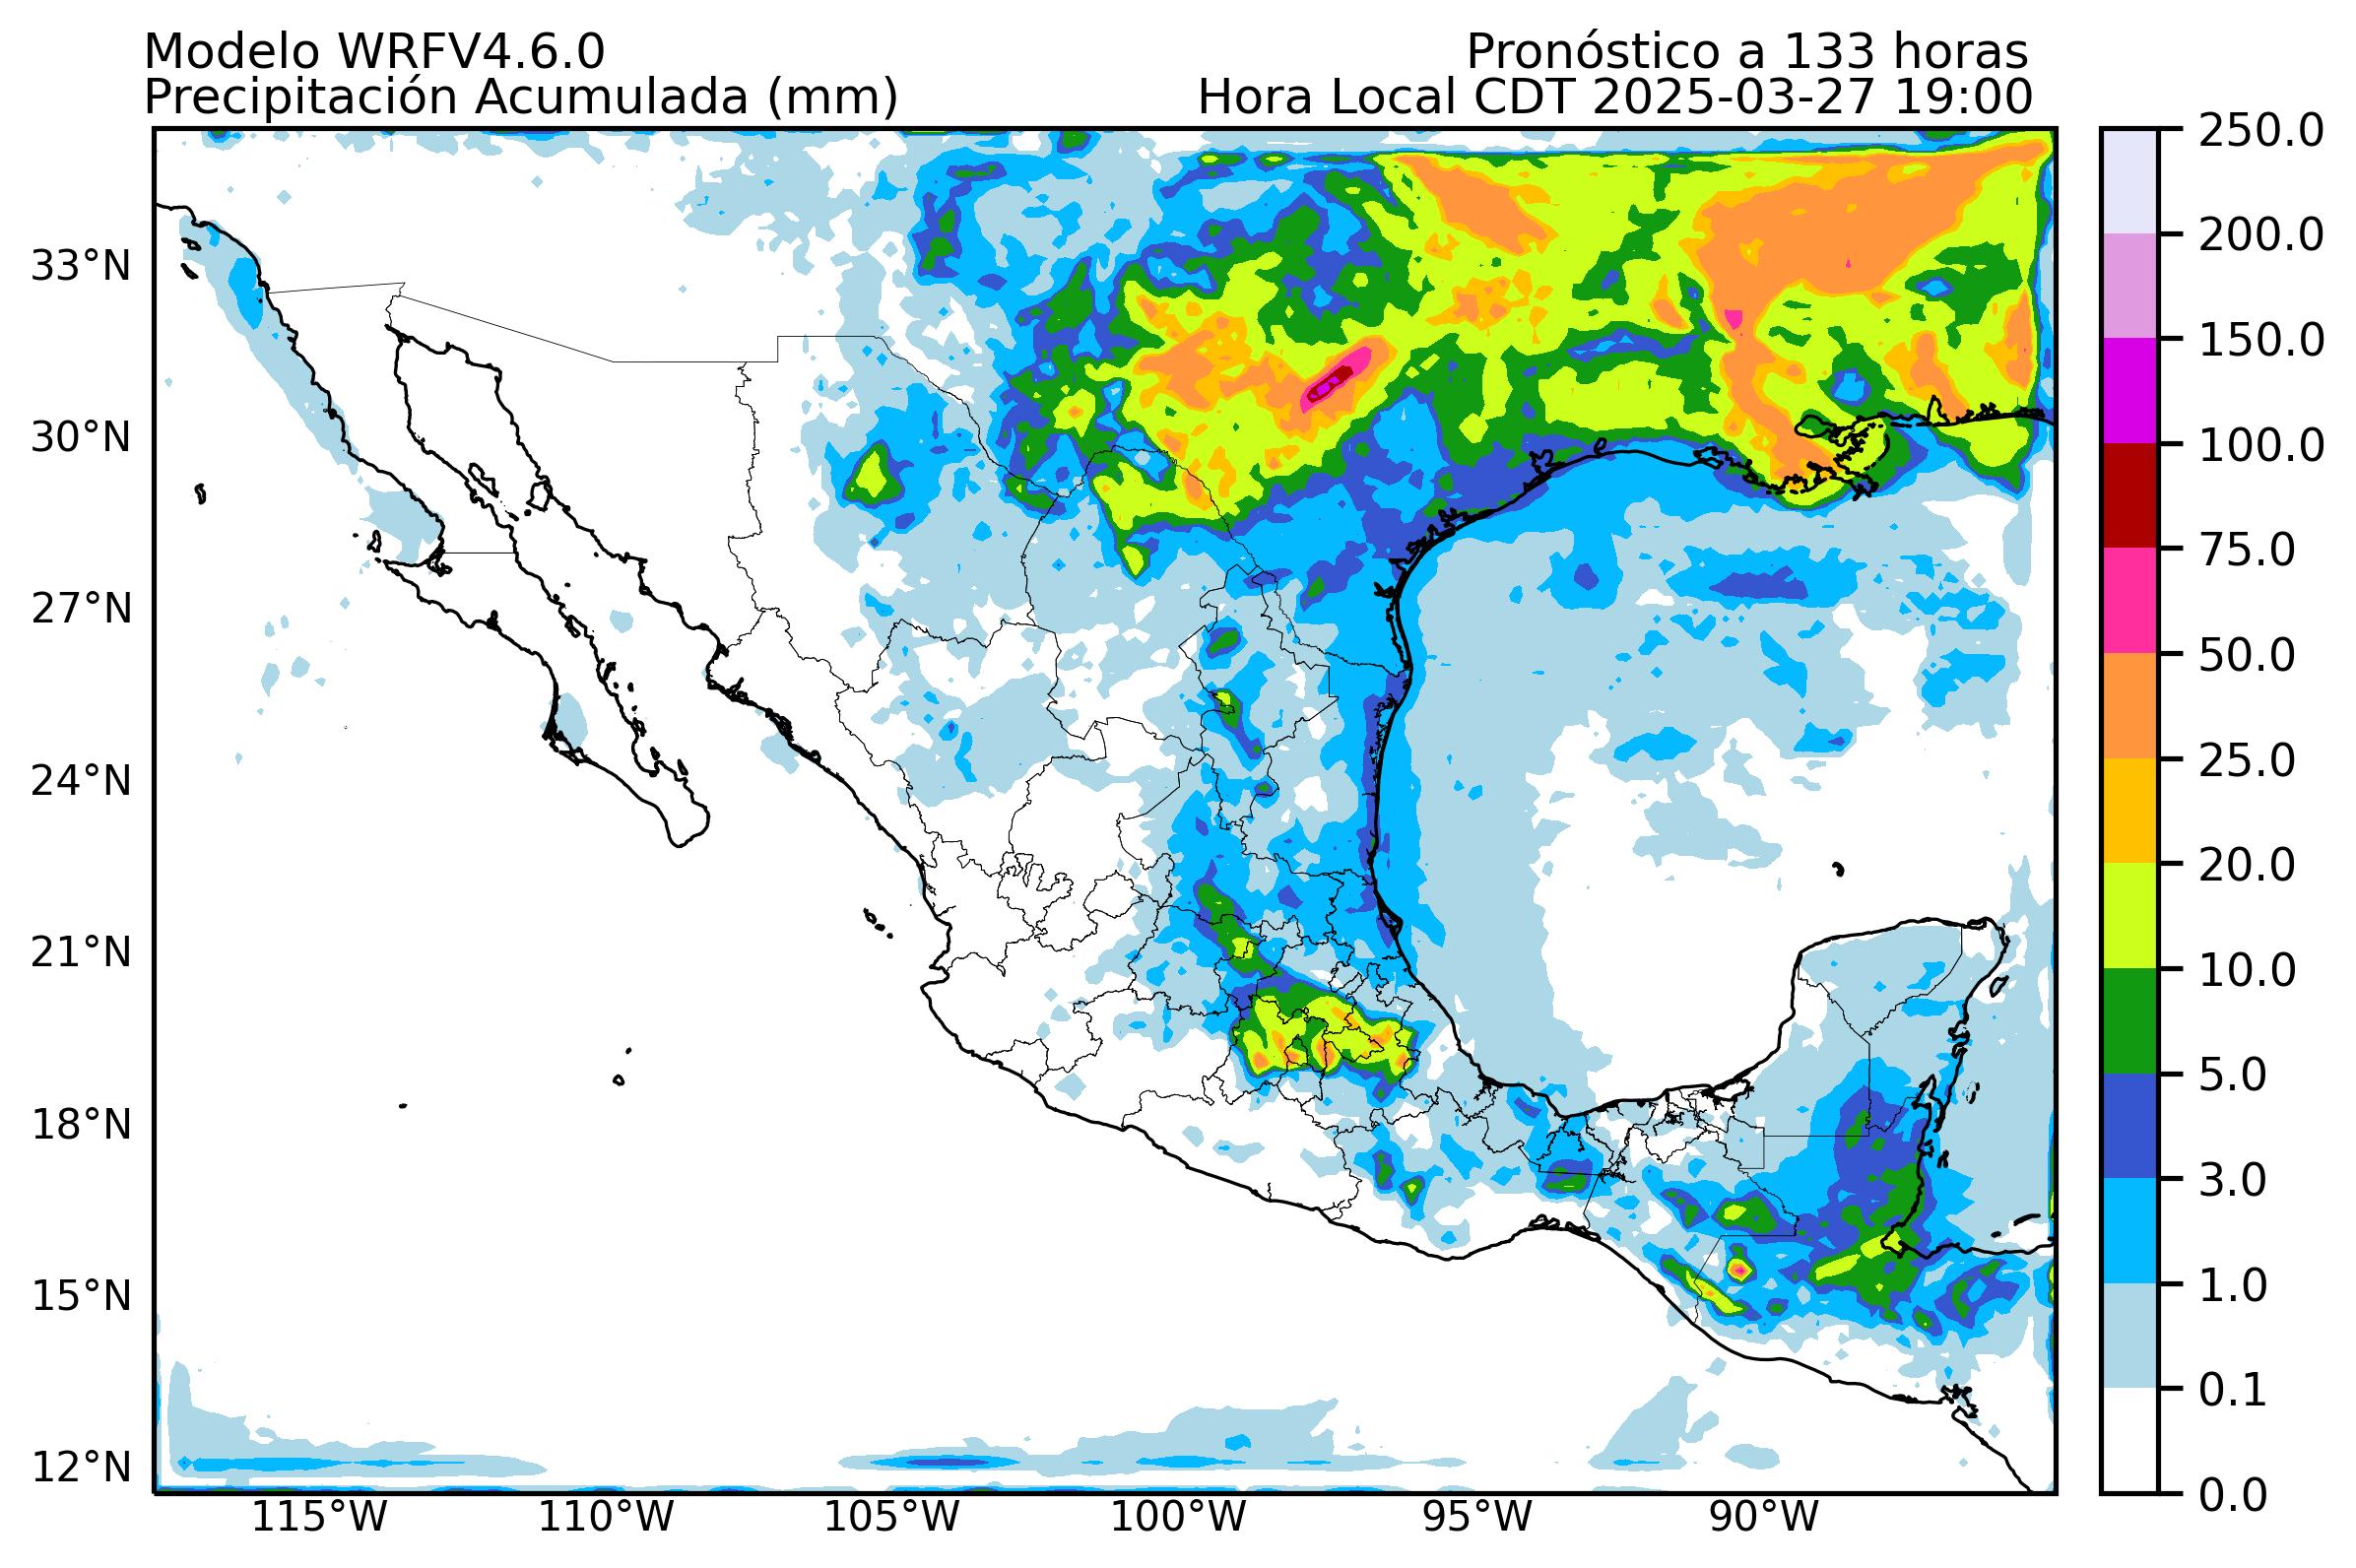 Modelo WRFV4.6.0
Pronóstico a 133 horas
Precipitación Acumulada (mm)
Hora Local CDT 2025-03-27 19:00
33°N
30°N
27°N
24°N
21°N
18°N
15°N
12°N
115°W
110°W
105°W
100°W
95°W
90°W
250.0
200.0
150.0
100.0
75.0
50.0
25.0
20.0
10.0
5.0
3.0
1.0
0.1
0.0